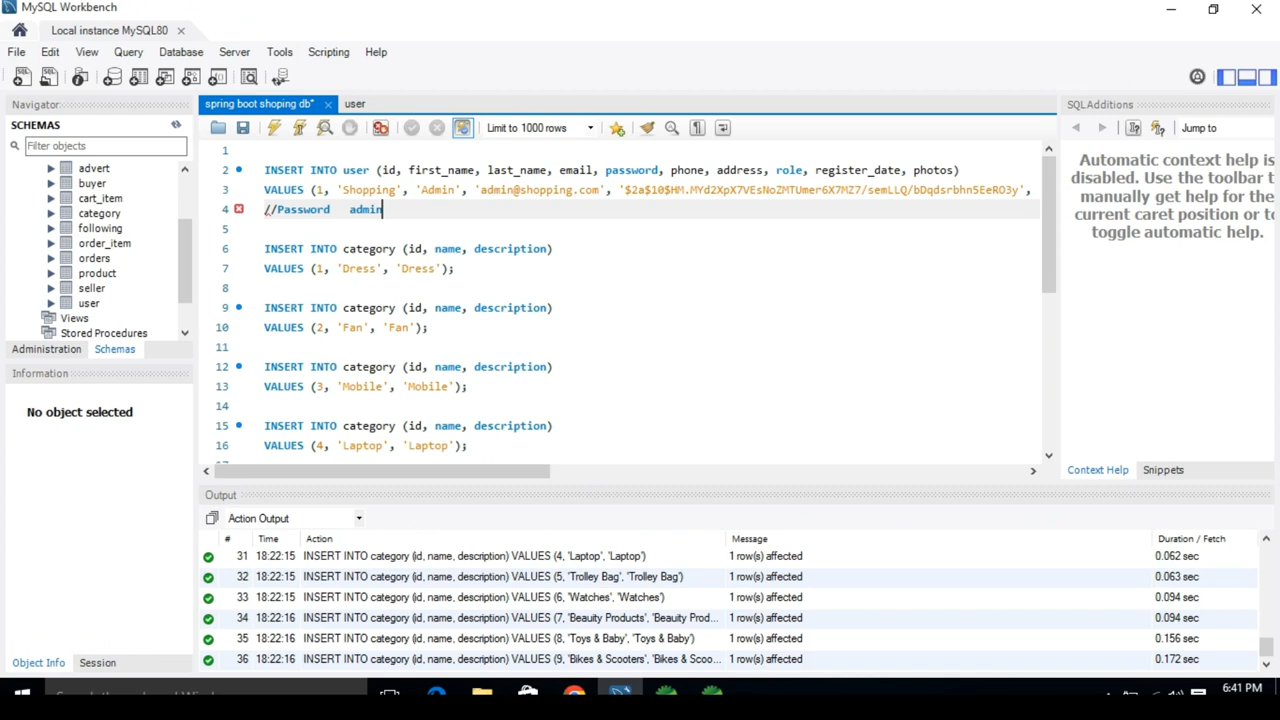 MySQL Workbench
Local instance MySQL80
File Edit View Query Database Server Tools Scripting Help
Navigator
SCHEMAS
Filter objects
advert
buyer
cart_item
category
following
order_item
orders
product
seller
user
Views
Stored Procedures
Administration Schemas
Information
No object selected
Object Info Session
spring boot shoping db* user
Limit to 1000 rows
1
2 INSERT INTO user (id, first_name, last_name, email, password, phone, address, role, register_date, photos)
3 VALUES (1, 'Shopping', 'Admin', 'admin@shopping.com', '$2a$10$HM.MYd2XpX7VEsNoZMTUmer6X7MZ7/semLLQ/bDqdsrbhn5EeRO3y',
4 //Password admin
5
6 INSERT INTO category (id, name, description)
7 VALUES (1, 'Dress', 'Dress');
8
9 INSERT INTO category (id, name, description)
10 VALUES (2, 'Fan', 'Fan');
11
12 INSERT INTO category (id, name, description)
13 VALUES (3, 'Mobile', 'Mobile');
14
15 INSERT INTO category (id, name, description)
16 VALUES (4, 'Laptop', 'Laptop');
SQLAdditions
Jump to
Automatic context help is
disabled. Use the toolbar t
manually get help for the
current caret position or to
toggle automatic help.
Context Help Snippets
Output
Action Output
# Time Action Message Duration / Fetch
31 18:22:15 INSERT INTO category (id, name, description) VALUES (4, 'Laptop', 'Laptop') 1 row(s) affected 0.062 sec
32 18:22:15 INSERT INTO category (id, name, description) VALUES (5, 'Trolley Bag', 'Trolley Bag') 1 row(s) affected 0.063 sec
33 18:22:15 INSERT INTO category (id, name, description) VALUES (6, 'Watches', 'Watches') 1 row(s) affected 0.094 sec
34 18:22:16 INSERT INTO category (id, name, description) VALUES (7, 'Beauity Products', 'Beauity Prod... 1 row(s) affected 0.094 sec
35 18:22:16 INSERT INTO category (id, name, description) VALUES (8, 'Toys & Baby', 'Toys & Baby') 1 row(s) affected 0.156 sec
36 18:22:16 INSERT INTO category (id, name, description) VALUES (9, 'Bikes & Scooters', 'Bikes & Scoo... 1 row(s) affected 0.172 sec
6:41 PM